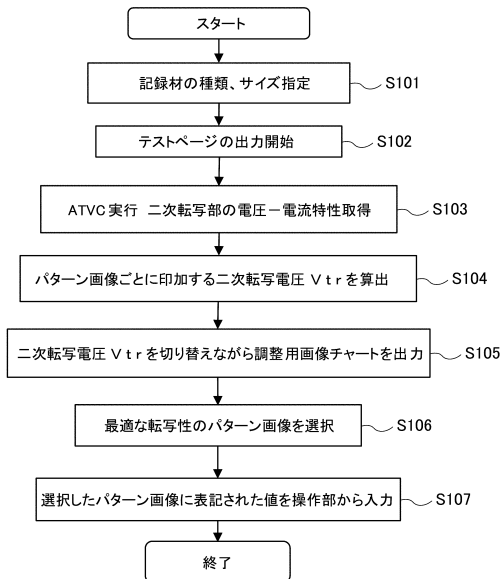 スタート
記録材の種類、サイズ指定
S101
テストページの出力開始
S102
ATVC実行 二次転写部の電圧－電流特性取得
S103
パターン画像ごとに印加する二次転写電圧Vtrを算出
S104
二次転写電圧Vtrを切り替えながら調整用画像チャートを出力
S105
最適な転写性のパターン画像を選択
S106
選択したパターン画像に表記された値を操作部から入力
S107
終了